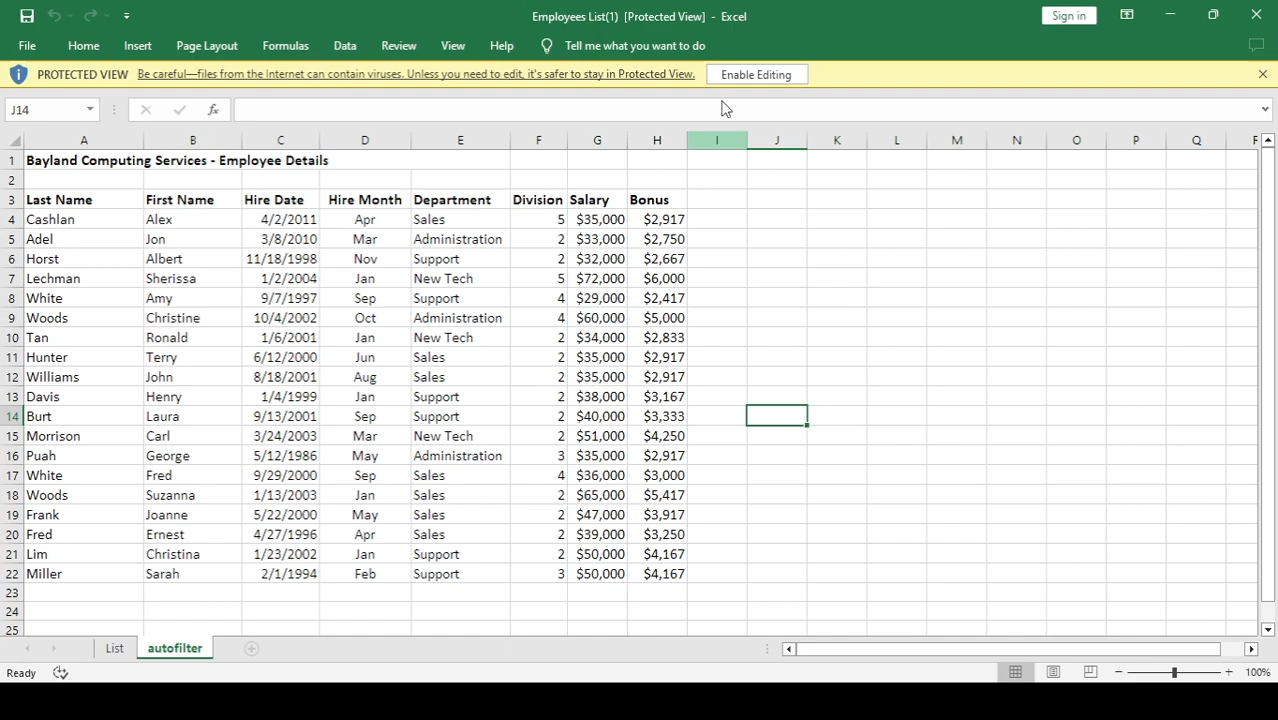 Employees List(1) [Protected View] - Excel
Sign in
File Home Insert Page Layout Formulas Data Review View Help Tell me what you want to do
PROTECTED VIEW Be careful—files from the Internet can contain viruses. Unless you need to edit, it's safer to stay in Protected View. Enable Editing
J14 fx
A B C D E F G H I J K L M N O P Q
1 Bayland Computing Services - Employee Details
2
3 Last Name First Name Hire Date Hire Month Department Division Salary Bonus
4 Cashlan Alex 4/2/2011 Apr Sales 5 $35,000 $2,917
5 Adel Jon 3/8/2010 Mar Administration 2 $33,000 $2,750
6 Horst Albert 11/18/1998 Nov Support 2 $32,000 $2,667
7 Lechman Sherissa 1/2/2004 Jan New Tech 5 $72,000 $6,000
8 White Amy 9/7/1997 Sep Support 4 $29,000 $2,417
9 Woods Christine 10/4/2002 Oct Administration 4 $60,000 $5,000
10 Tan Ronald 1/6/2001 Jan New Tech 2 $34,000 $2,833
11 Hunter Terry 6/12/2000 Jun Sales 2 $35,000 $2,917
12 Williams John 8/18/2001 Aug Sales 2 $35,000 $2,917
13 Davis Henry 1/4/1999 Jan Support 2 $38,000 $3,167
14 Burt Laura 9/13/2001 Sep Support 2 $40,000 $3,333
15 Morrison Carl 3/24/2003 Mar New Tech 2 $51,000 $4,250
16 Puah George 5/12/1986 May Administration 3 $35,000 $2,917
17 White Fred 9/29/2000 Sep Sales 4 $36,000 $3,000
18 Woods Suzanna 1/13/2003 Jan Sales 2 $65,000 $5,417
19 Frank Joanne 5/22/2000 May Sales 2 $47,000 $3,917
20 Fred Ernest 4/27/1996 Apr Sales 2 $39,000 $3,250
21 Lim Christina 1/23/2002 Jan Support 2 $50,000 $4,167
22 Miller Sarah 2/1/1994 Feb Support 3 $50,000 $4,167
23
24
25
List autofilter
Ready 100%